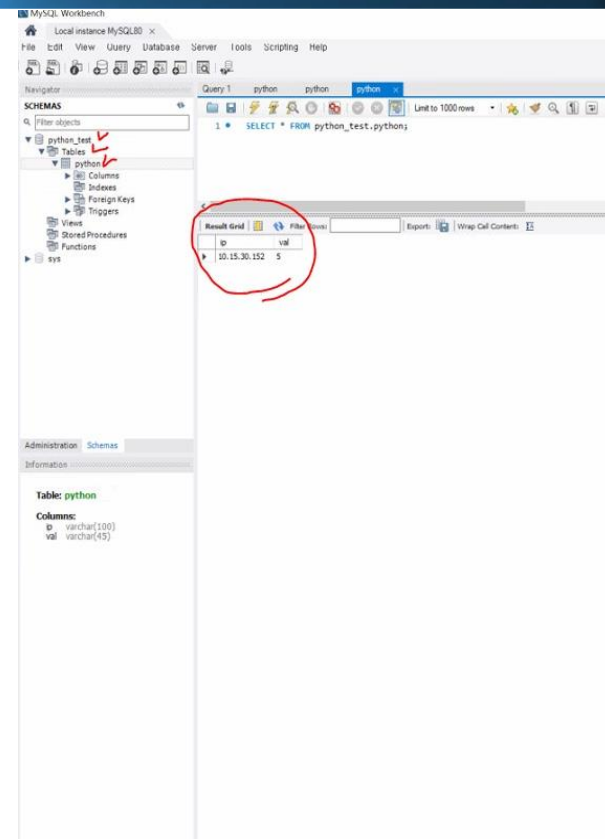 MySQL Workbench
Local instance MySQL80 ×
File Edit View Query Database Server Tools Scripting Help
Navigator
SCHEMAS
Filter objects
python_test
Tables
python
Columns
Indexes
Foreign Keys
Triggers
Views
Stored Procedures
Functions
sys
Administration Schemas
Information
Table: python
Columns:
ip varchar(100)
val varchar(45)
Query 1 python python python ×
Limit to 1000 rows
1 SELECT * FROM python_test.python;
Result Grid Filter Rows: Export: Wrap Cell Content:
ip val
10.15.30.152 5